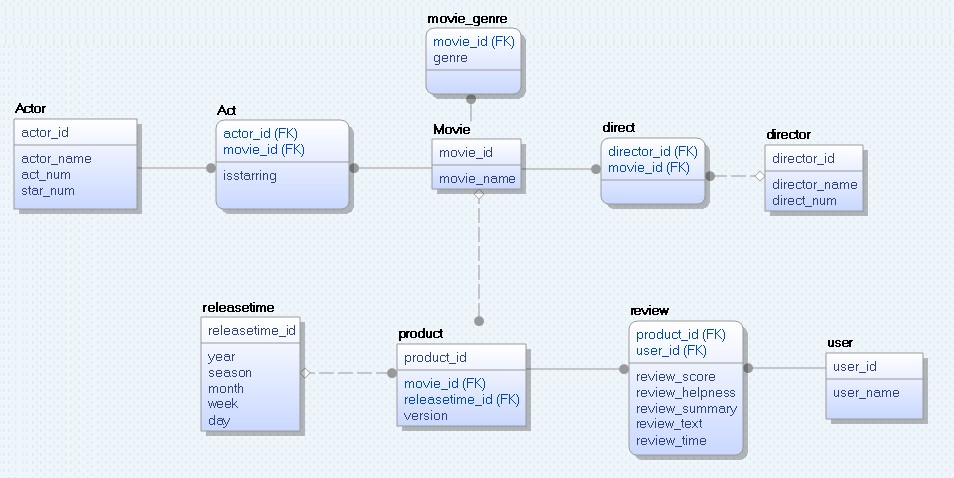 movie_genre
movie_id (FK)
genre
Actor
actor_id
actor_name
act_num
star_num
Act
actor_id (FK)
movie_id (FK)
isstarring
Movie
movie_id
movie_name
direct
director_id (FK)
movie_id (FK)
director
director_id
director_name
direct_num
releasetime
releasetime_id
year
season
month
week
day
product
product_id
movie_id (FK)
releasetime_id (FK)
version
review
product_id (FK)
user_id (FK)
review_score
review_helpness
review_summary
review_text
review_time
user
user_id
user_name